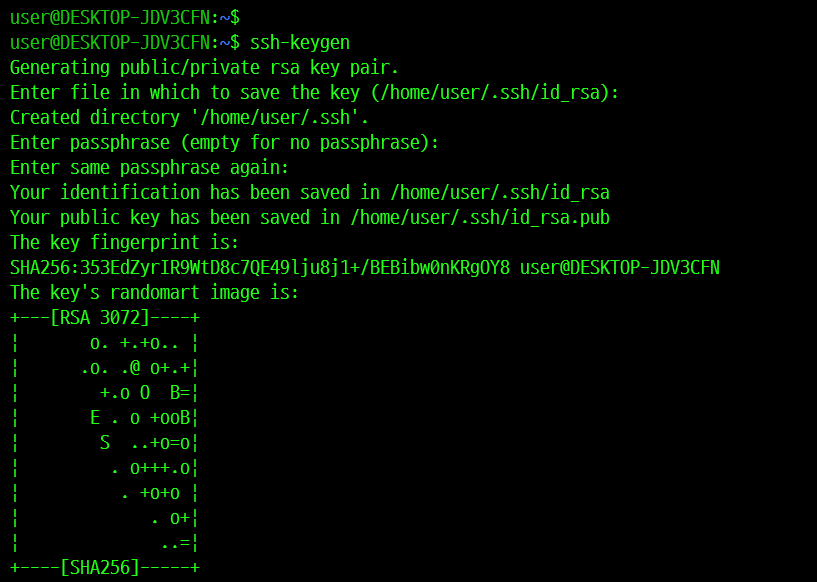 user@DESKTOP-JDV3CFN:~$
user@DESKTOP-JDV3CFN:~$ ssh-keygen
Generating public/private rsa key pair.
Enter file in which to save the key (/home/user/.ssh/id_rsa):
Created directory '/home/user/.ssh'.
Enter passphrase (empty for no passphrase):
Enter same passphrase again:
Your identification has been saved in /home/user/.ssh/id_rsa
Your public key has been saved in /home/user/.ssh/id_rsa.pub
The key fingerprint is:
SHA256:353EdZyrIR9WtD8c7QE49lju8j1+/BEBibw0nKRgOY8 user@DESKTOP-JDV3CFN
The key's randomart image is:
+---[RSA 3072]----+
¦       o. +.+o.. ¦
¦      .o. .@ o+.+¦
¦        +.o O  B=¦
¦       E . o +ooB¦
¦        S  ..+o=o¦
¦         . o+++.o¦
¦          . +o+o ¦
¦             . o+¦
¦              ..=¦
+----[SHA256]-----+